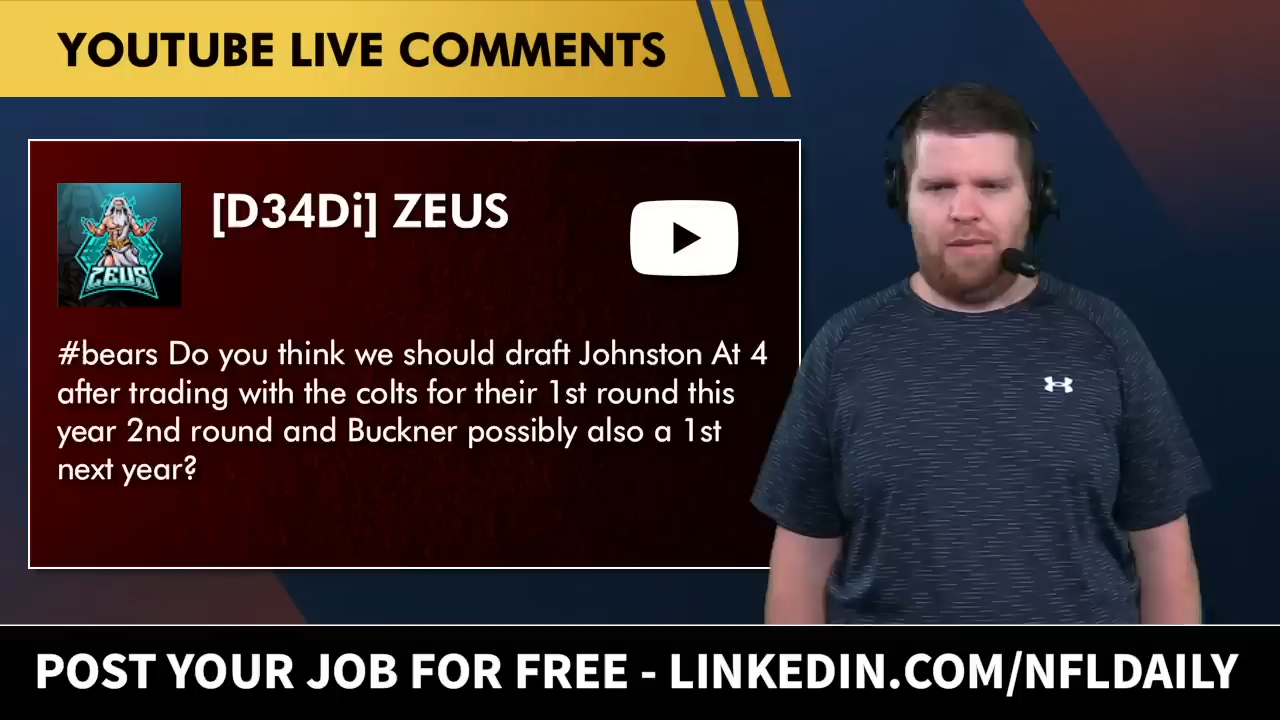 YOUTUBE LIVE COMMENTS
[D34Di] ZEUS
ZEUS
#bears Do you think we should draft Johnston At 4
after trading with the colts for their 1st round this
year 2nd round and Buckner possibly also a 1st
next year?
POST YOUR JOB FOR FREE - LINKEDIN.COM/NFLDAILY